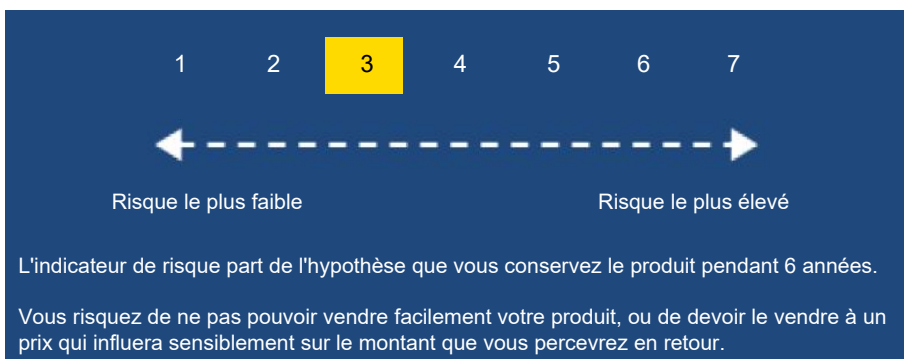 1 2 3 4 5 6 7
Risque le plus faible Risque le plus élevé
L'indicateur de risque part de l'hypothèse que vous conservez le produit pendant 6 années.
Vous risquez de ne pas pouvoir vendre facilement votre produit, ou de devoir le vendre à un
prix qui influera sensiblement sur le montant que vous percevrez en retour.